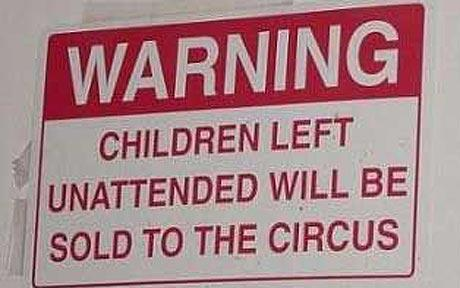 WARNING
CHILDREN LEFT
UNATTENDED WILL BE
SOLD TO THE CIRCUS